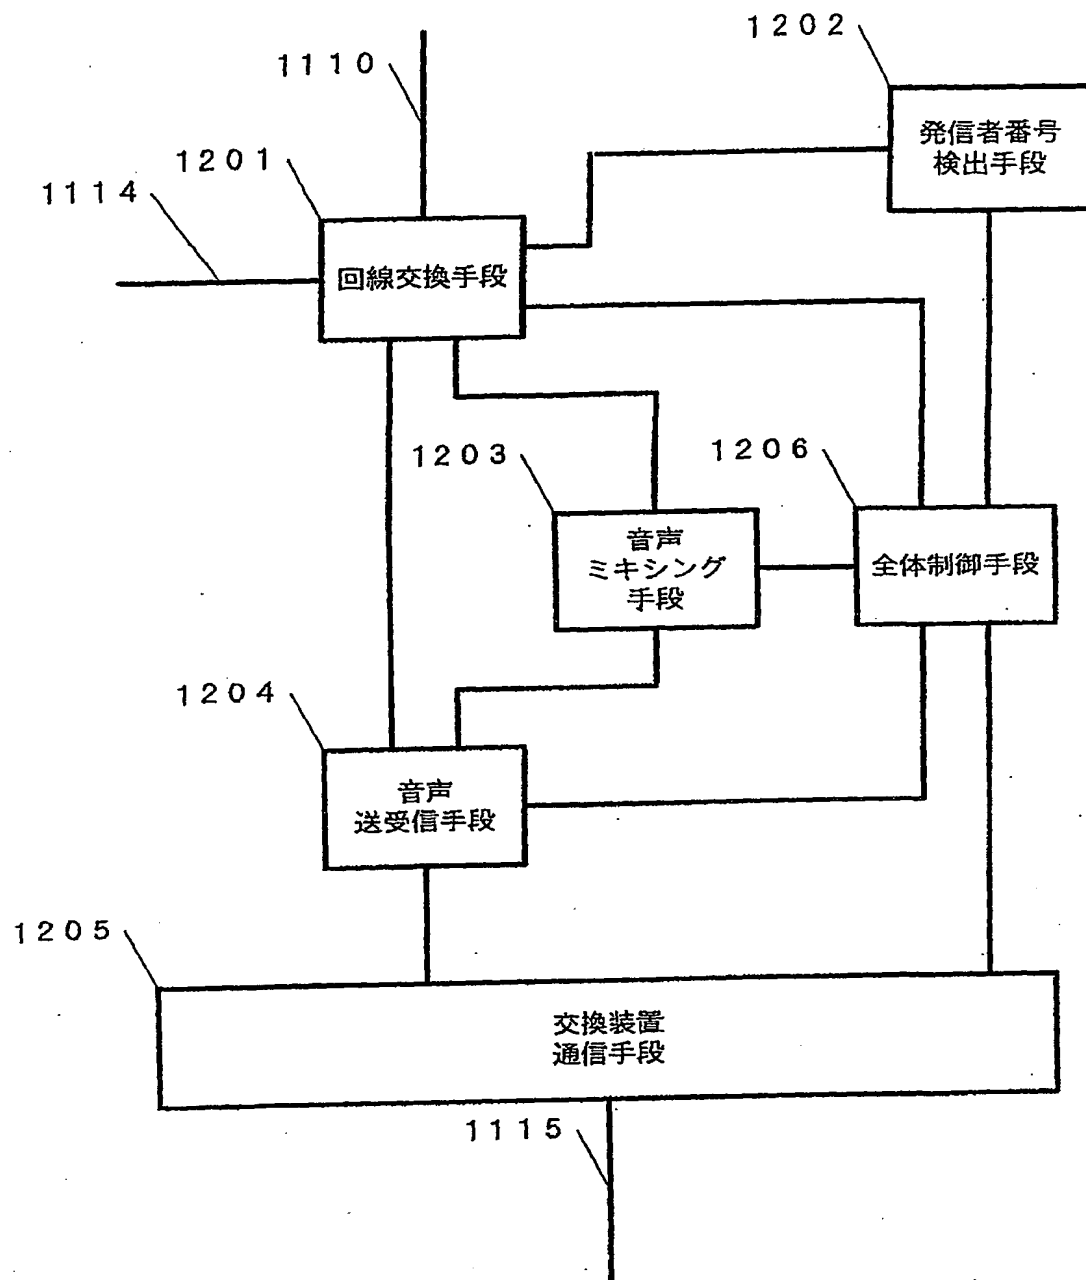 1202
1110
発信者番号
検出手段
1201
1114
回線交換手段
1203
1206
音声
ミキシング
手段
全体制御手段
1204
音声
送受信手段
1205
交換装置
通信手段
1115